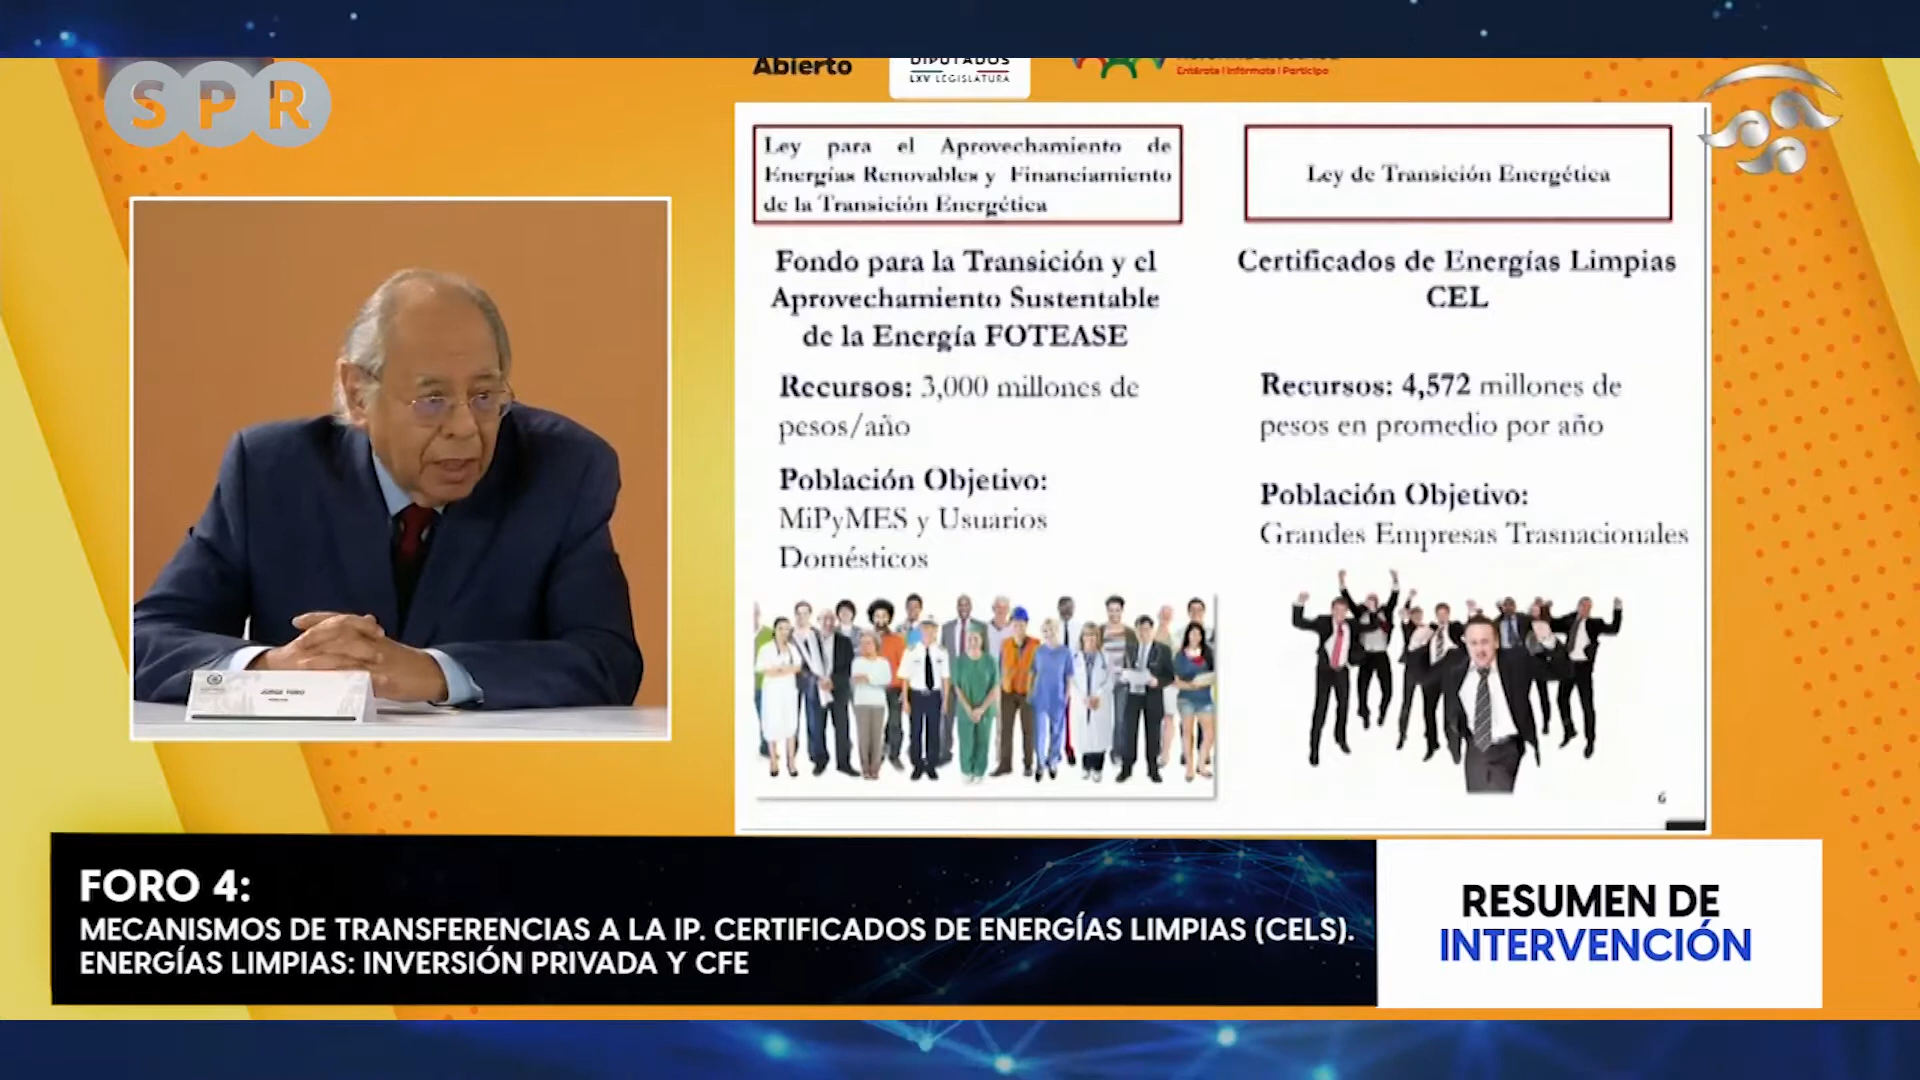 SPR
Abierto
DIPUTADOS
LXV LEGISLATURA
Entérate | Infórmate | Participa
Ley para el Aprovechamiento de
Energías Renovables y Financiamiento
de la Transición Energética
Fondo para la Transición y el
Aprovechamiento Sustentable
de la Energía FOTEASE
Recursos: 3,000 millones de
pesos/año
Población Objetivo:
MiPyMES y Usuarios
Domésticos
Ley de Transición Energética
Certificados de Energías Limpias
CEL
Recursos: 4,572 millones de
pesos en promedio por año
Población Objetivo:
Grandes Empresas Trasnacionales
6
JORGE TORO
FORO 4:
MECANISMOS DE TRANSFERENCIAS A LA IP. CERTIFICADOS DE ENERGÍAS LIMPIAS (CELS).
ENERGÍAS LIMPIAS: INVERSIÓN PRIVADA Y CFE
RESUMEN DE
INTERVENCIÓN